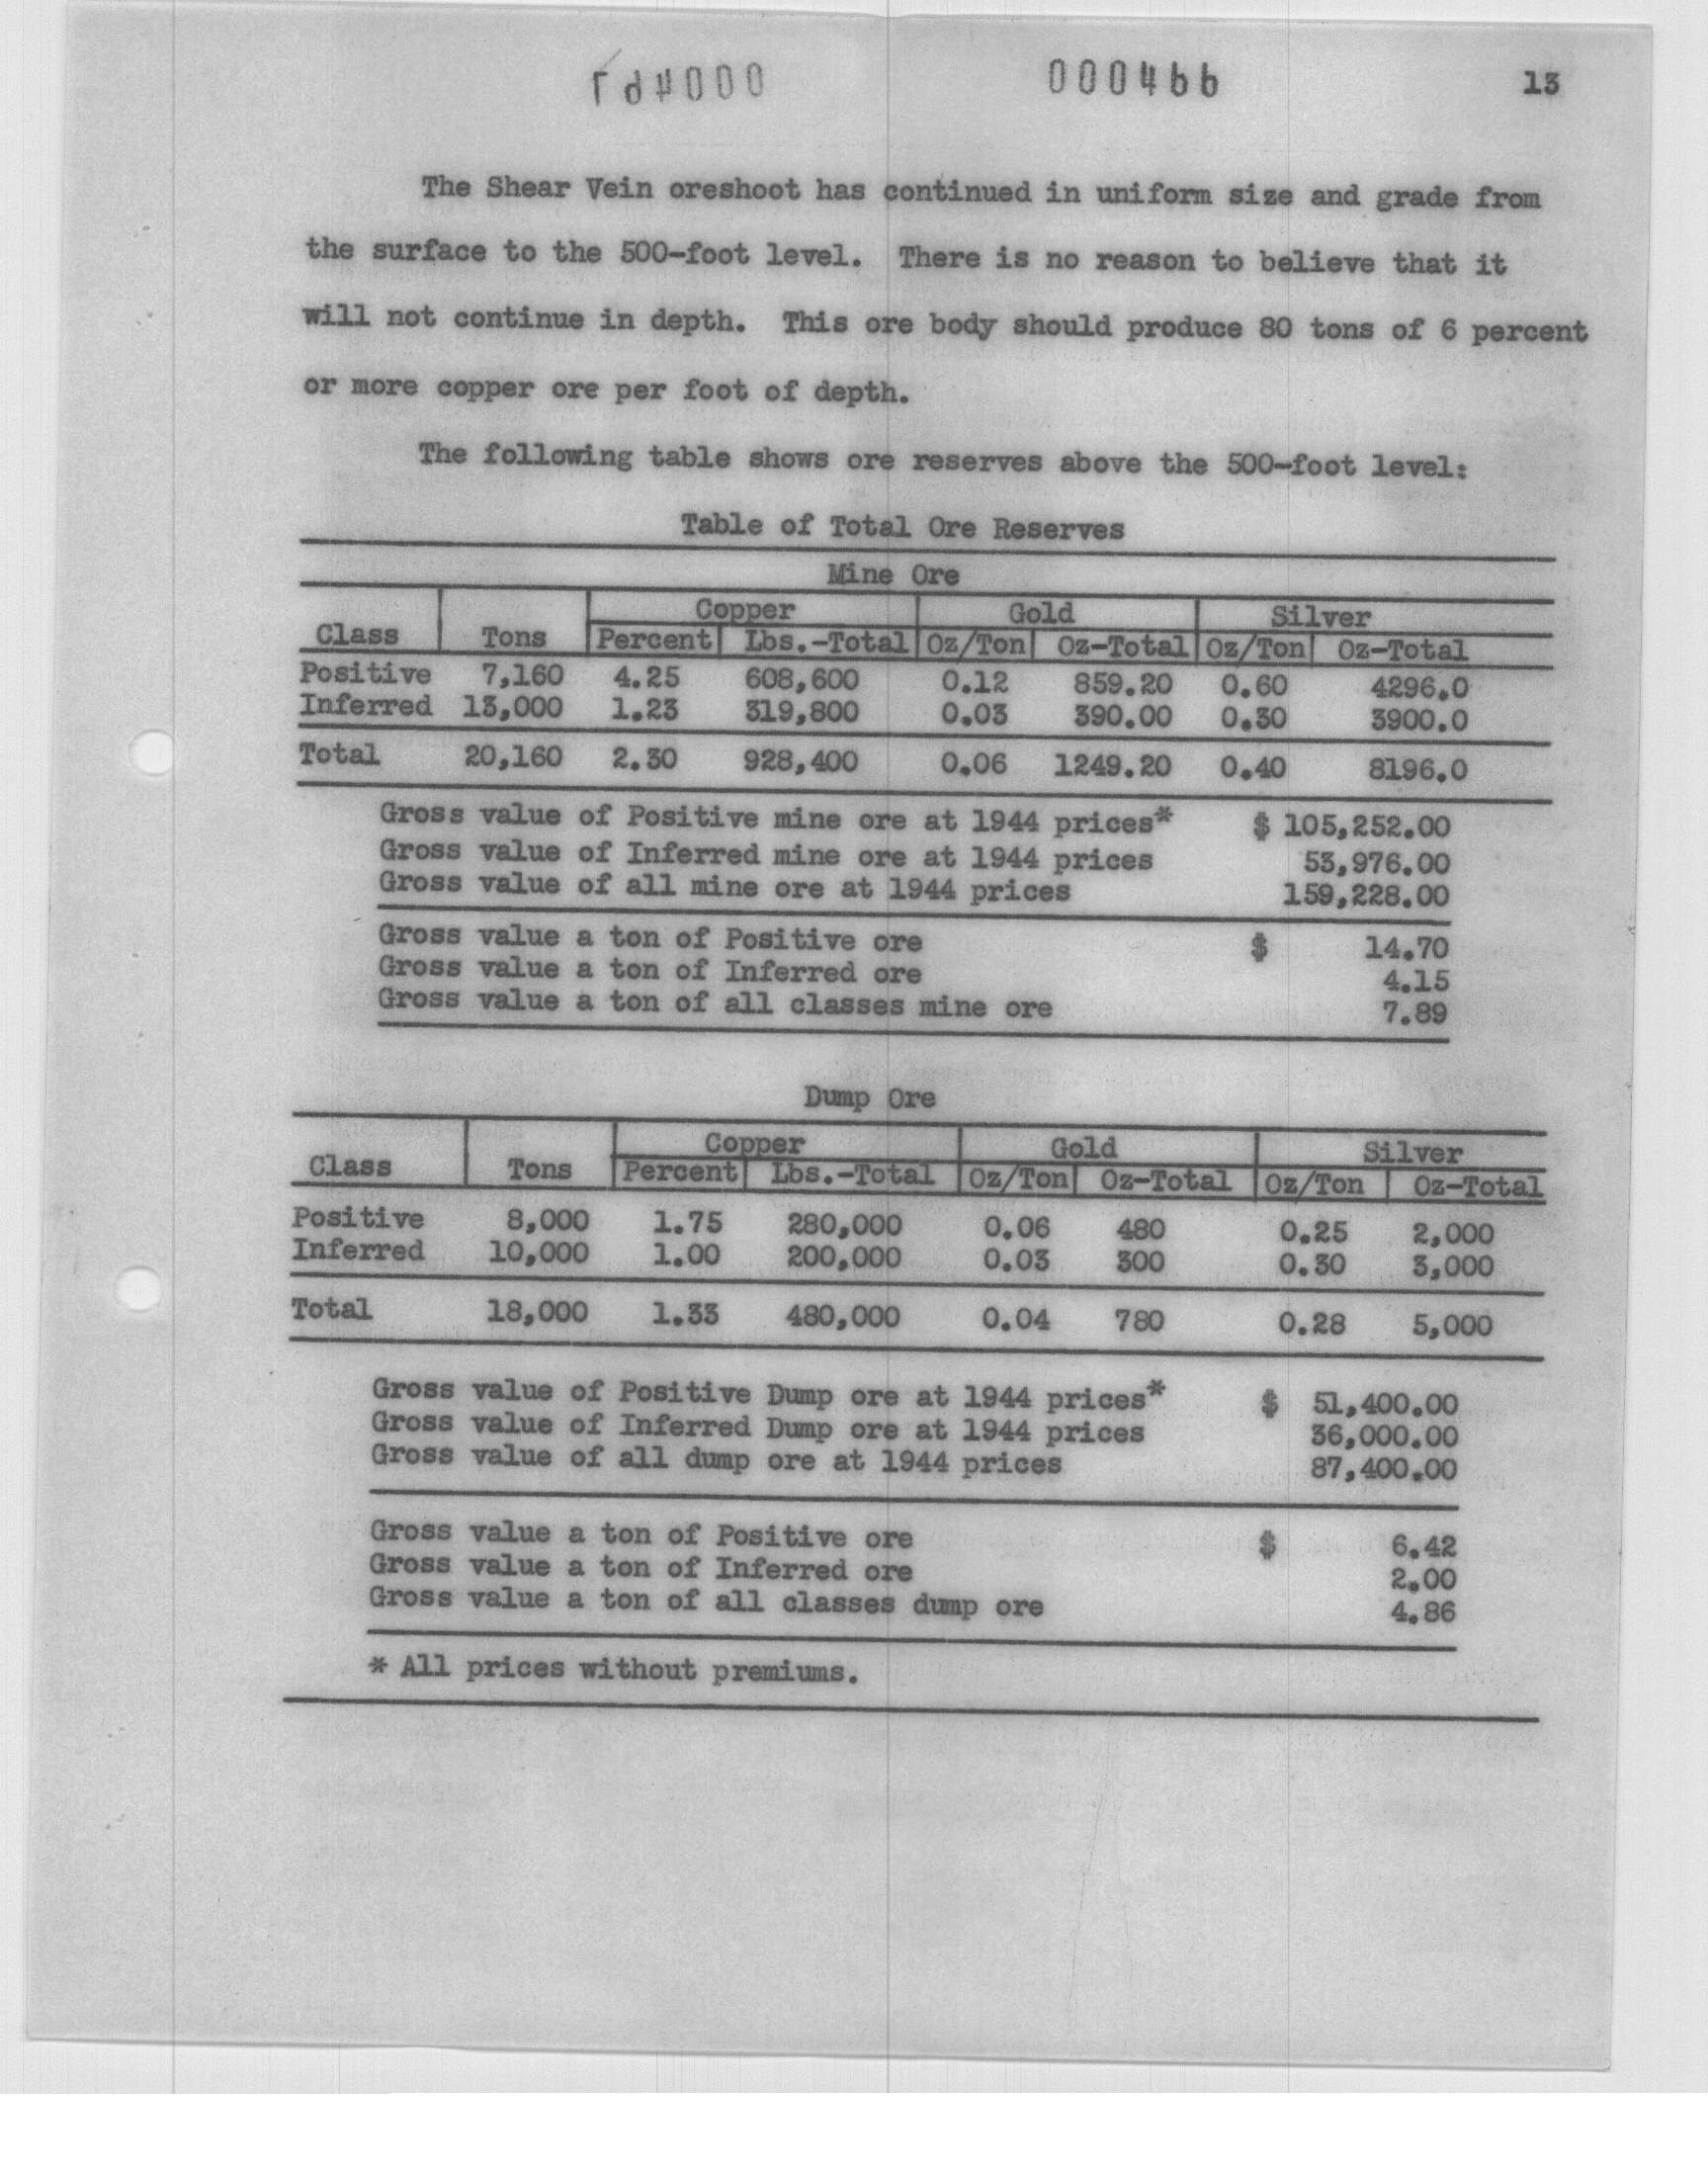 000466 13
The Shear Vein oreshoot has continued in uniform size and grade from
the surface to the 500-foot level. There is no reason to believe that it
will not continue in depth. This ore body should produce 80 tons of 6 percent
or more copper ore per foot of depth.
The following table shows ore reserves above the 500-foot level:
Table of Total Ore Reserves
Mine Ore
Copper Gold Silver
Class Tons Percent Lbs.-Total Oz/Ton Oz-Total Oz/Ton Oz-Total
Positive 7,160 4.25 608,600 0.12 859.20 0.60 4296.0
Inferred 13,000 1.23 319,800 0.03 390.00 0.30 3900.0
Total 20,160 2.30 928,400 0.06 1249.20 0.40 8196.0
Gross value of Positive mine ore at 1944 prices* $ 105,252.00
Gross value of Inferred mine ore at 1944 prices 53,976.00
Gross value of all mine ore at 1944 prices 159,228.00
Gross value a ton of Positive ore $ 14.70
Gross value a ton of Inferred ore 4.15
Gross value a ton of all classes mine ore 7.89
Dump Ore
Copper Gold Silver
Class Tons Percent Lbs.-Total Oz/Ton Oz-Total Oz/Ton Oz-Total
Positive 8,000 1.75 280,000 0.06 480 0.25 2,000
Inferred 10,000 1.00 200,000 0.03 300 0.30 3,000
Total 18,000 1.33 480,000 0.04 780 0.28 5,000
Gross value of Positive Dump ore at 1944 prices* $ 51,400.00
Gross value of Inferred Dump ore at 1944 prices 36,000.00
Gross value of all dump ore at 1944 prices 87,400.00
Gross value a ton of Positive ore $ 6.42
Gross value a ton of Inferred ore 2.00
Gross value a ton of all classes dump ore 4.86
* All prices without premiums.